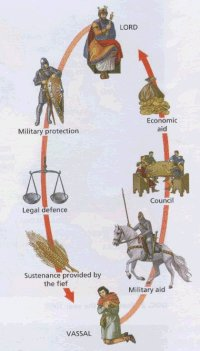 LORD
Economic
aid
Military protection
Council
Legal defence
Sustenance provided by
the fief
Military aid
VASSAL